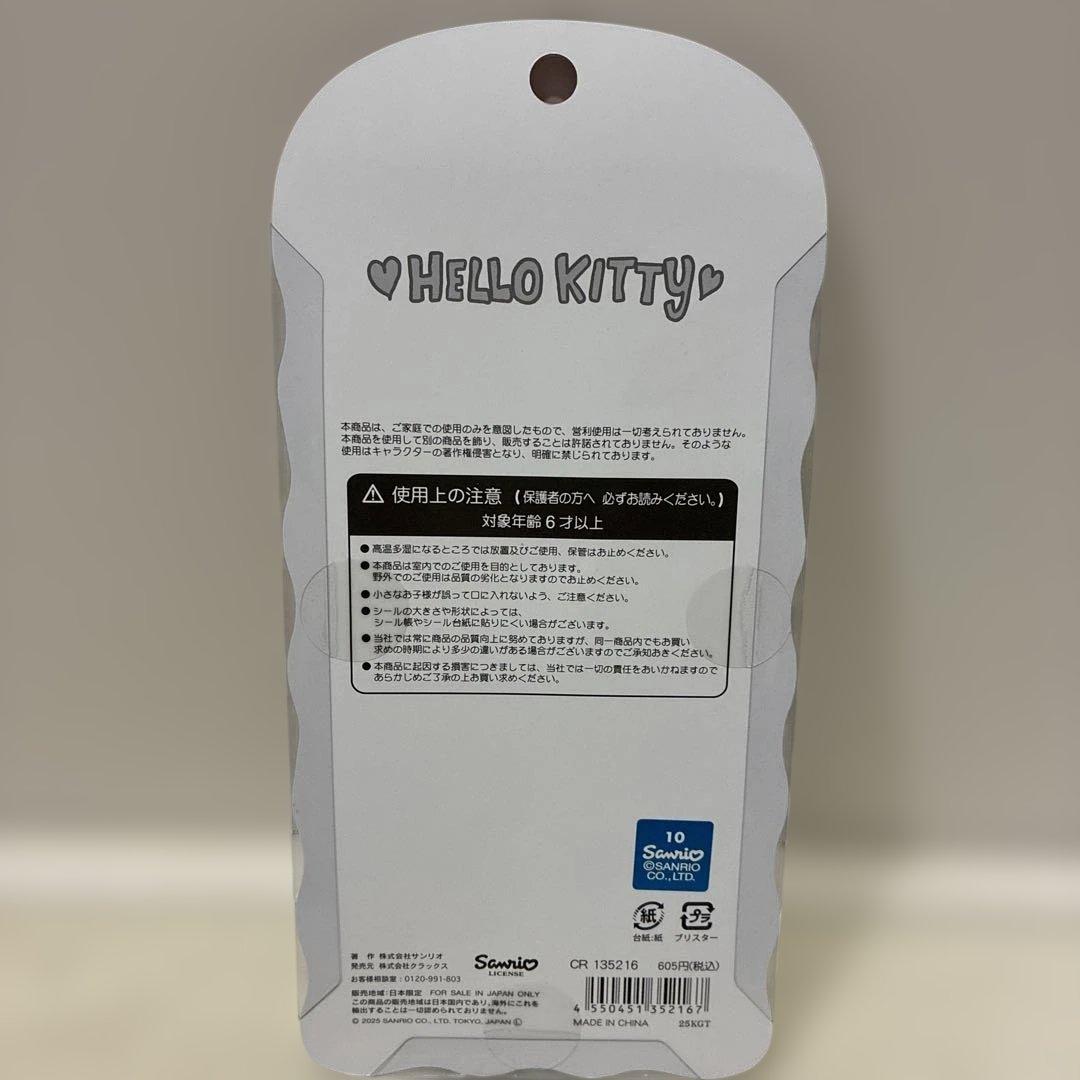 HELLO KITTY
本商品は、ご家庭での使用のみを意図したもので、営利使用は一切考えられておりません。
本商品を使用して別の商品を飾り、販売することは許諾されておりません。そのような
使用はキャラクターの著作権侵害となり、明確に禁じられております。
⚠ 使用上の注意 (保護者の方へ 必ずお読みください。)
対象年齢6才以上
●高温多湿になるところでは放置及びご使用、保管はお止めください。
●本商品は室内でのご使用を目的としております。
野外でのご使用は品質の劣化となりますのでお止めください。
●小さなお子様が誤って口に入れないよう、ご注意ください。
●シールの大きさや形状によっては、
シール帳やシール台紙に貼りにくい場合がございます。
●当社では常に商品の品質向上に努めておりますが、同一商品内でもお買い
求めの時期により多少の違いがある場合がございますのでご承知おきください。
●本商品に起因する損害につきましては、当社では一切の責任をおいかねますので
あらかじめご了承の上お買い求めください。
10
Sanrio
©SANRIO
CO., LTD.
紙 プラ
台紙:紙 ブリスター
著 作 株式会社サンリオ
発売元 株式会社クラックス
お客様相談室:0120-991-803
Sanrio
LICENSE
CR 135216 605円(税込)
販売地域:日本限定 FOR SALE IN JAPAN ONLY
この商品の販売地域は日本国内であり、海外にこれを
輸出することは一切認められておりません。
© 2025 SANRIO CO., LTD. TOKYO, JAPAN Ⓛ
4 550451 352167
MADE IN CHINA 25KGT